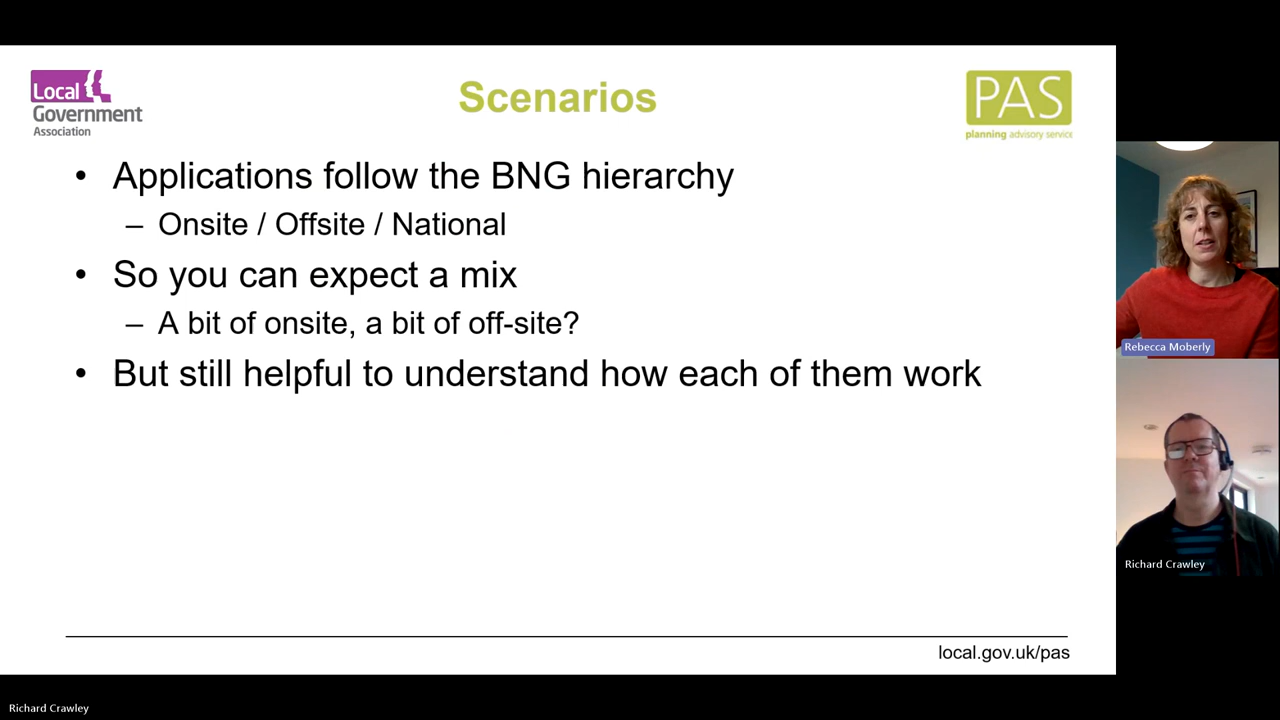 Local
Government
Association
Scenarios
PAS
planning advisory service
• Applications follow the BNG hierarchy
– Onsite / Offsite / National
• So you can expect a mix
– A bit of onsite, a bit of off-site?
• But still helpful to understand how each of them work
local.gov.uk/pas
Rebecca Moberly
Richard Crawley
Richard Crawley